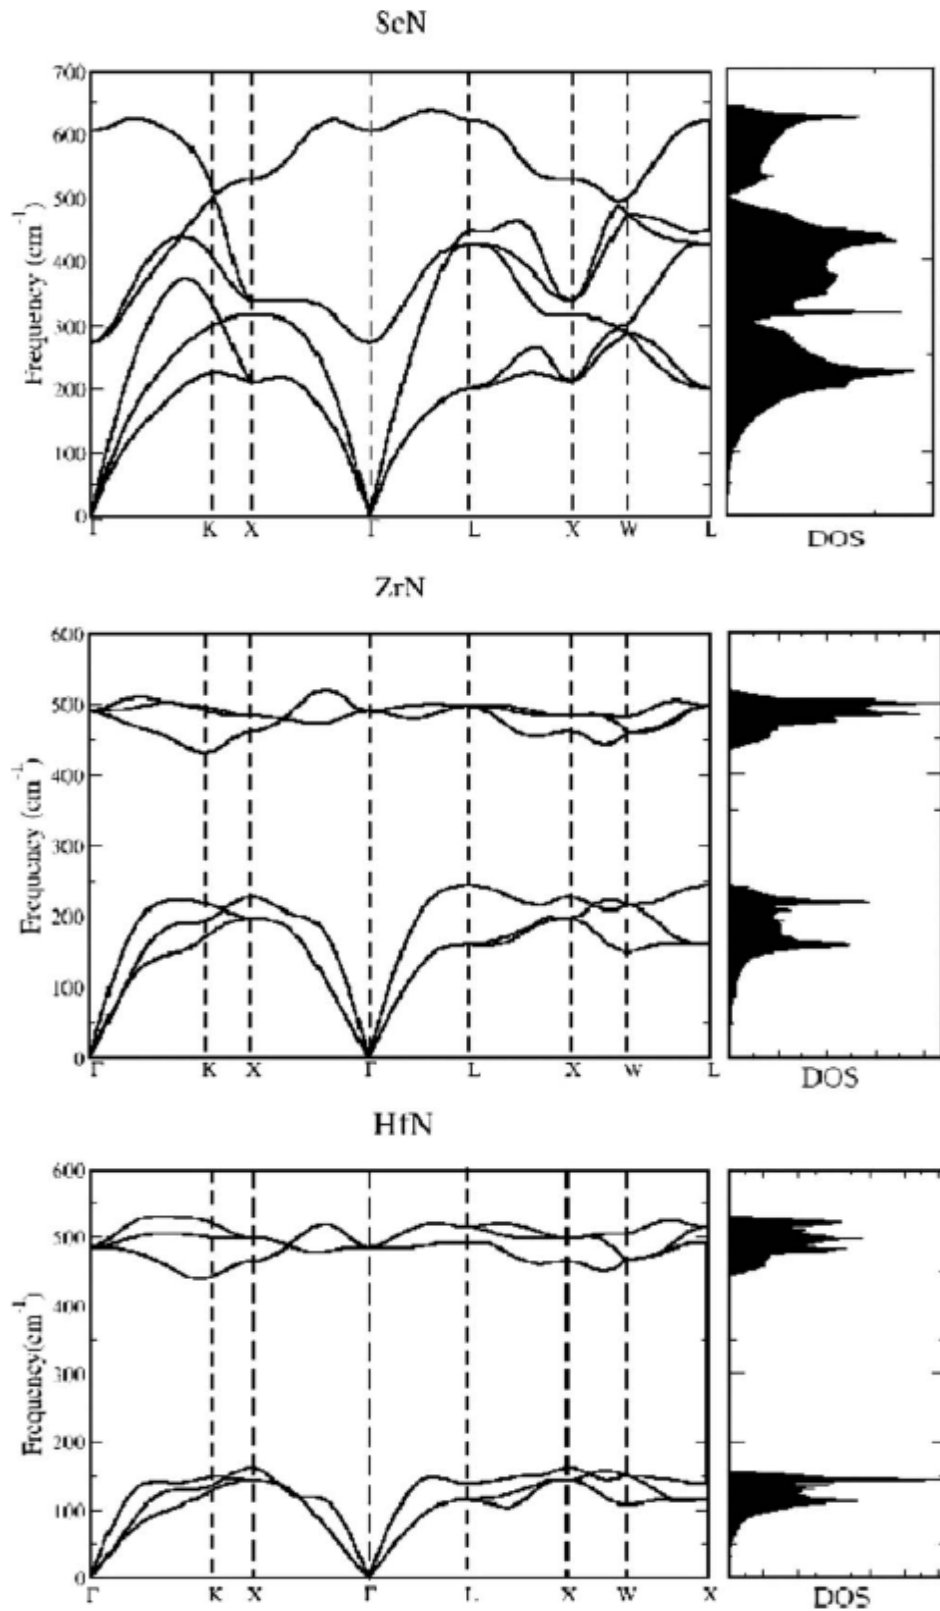 ScN
700
600
500
400
300
200
100
0
Frequency (cm-1)
Γ K X Γ L X W L
DOS
ZrN
600
500
400
300
200
100
0
Frequency (cm-1)
Γ K X Γ L X W L
DOS
HfN
600
500
400
300
200
100
0
Frequency(cm-1)
Γ K X Γ L X W X
DOS